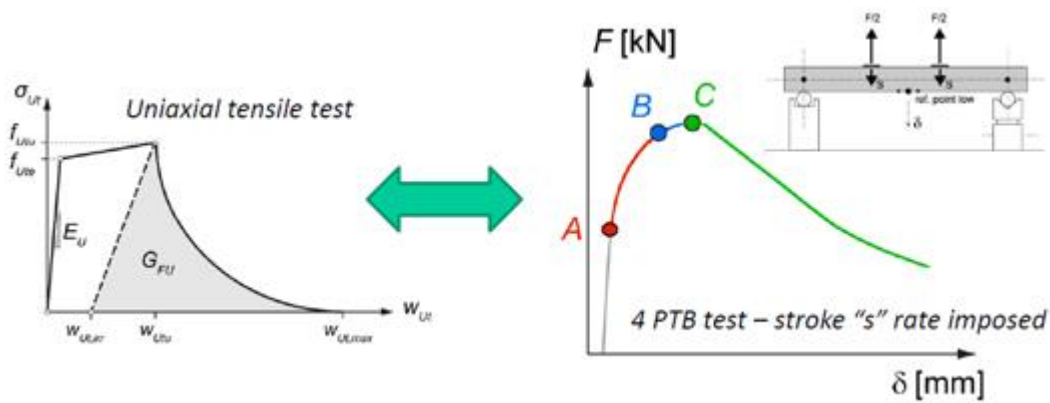 Uniaxial tensile test
σUt
fUtu
fUte
EU
GFU
wUt,irr
wUtu
wUt,max
wUt
F [kN]
A
B
C
F/2
F/2
s
s
ref. point low
δ
4 PTB test – stroke “s” rate imposed
δ [mm]